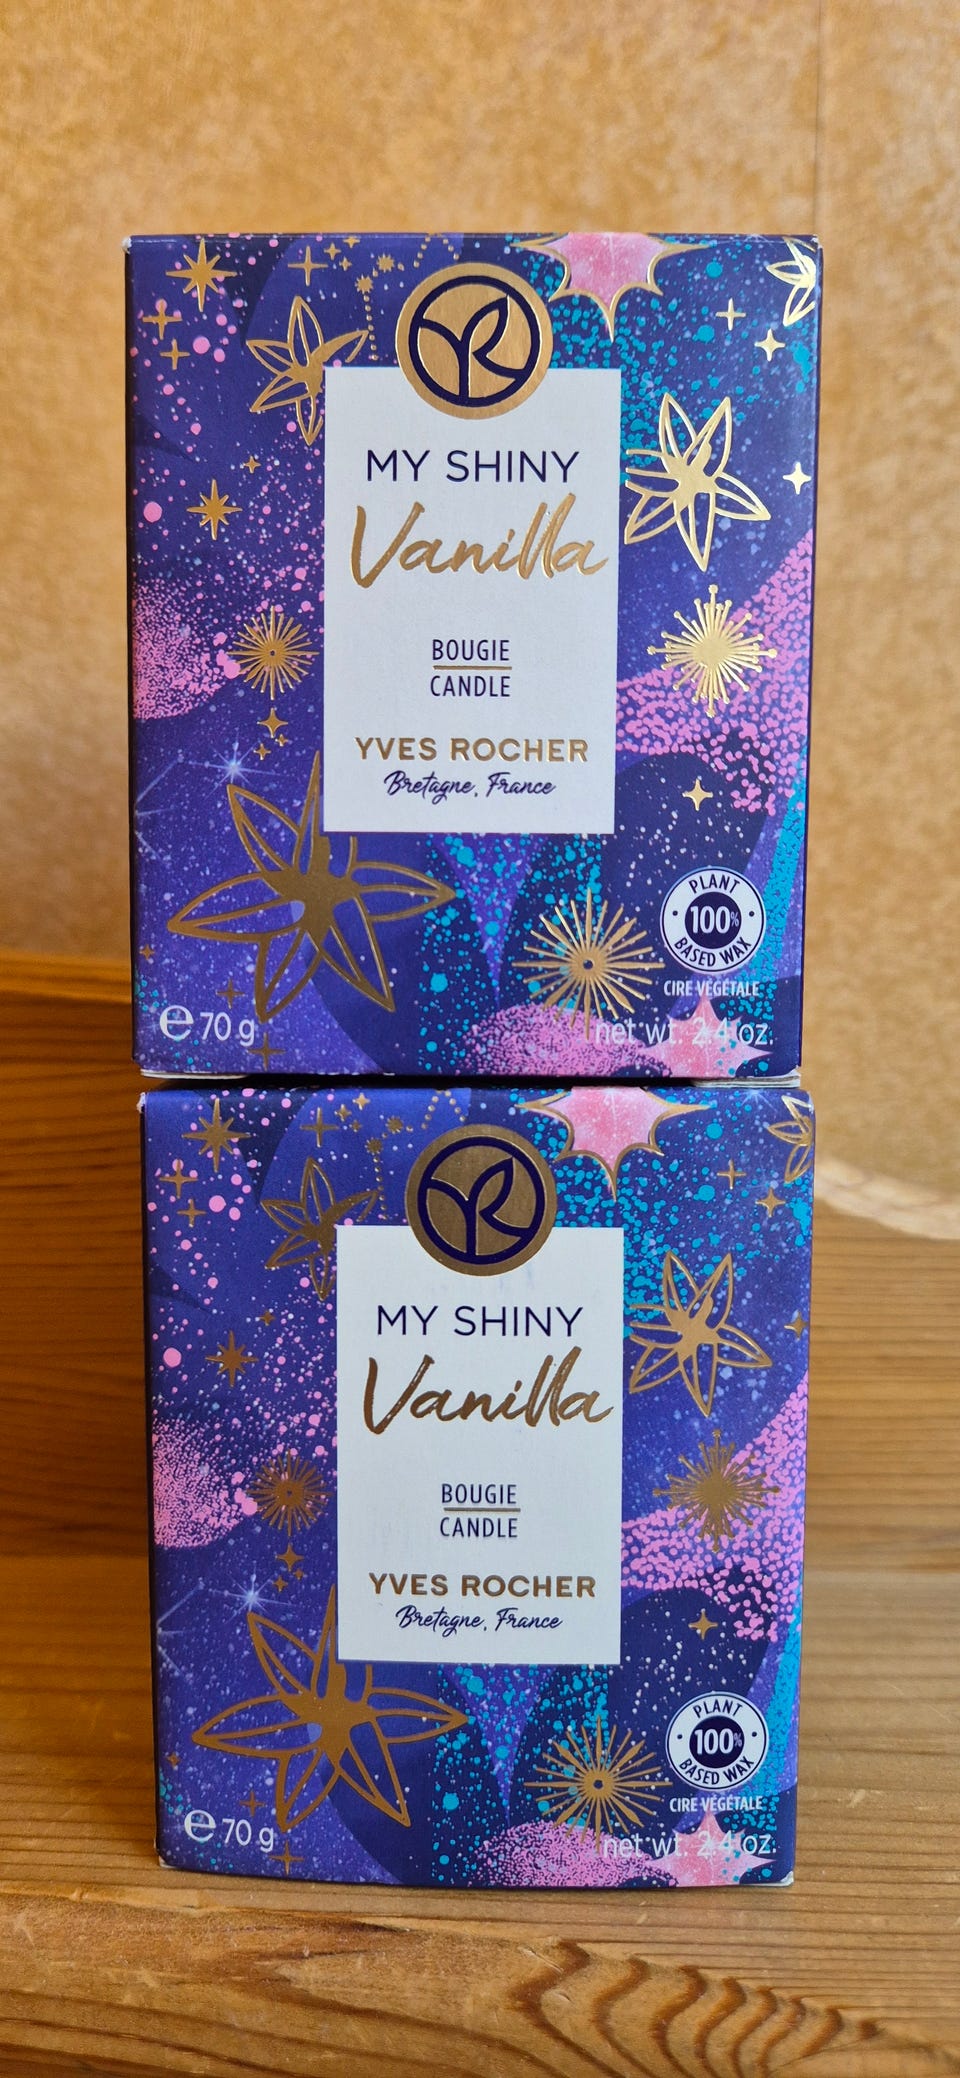 MY SHINY
Vanilla
BOUGIE
CANDLE
YVES ROCHER
Bretagne, France
PLANT
100%
BASED WAX
CIRE VÉGÉTALE
℮ 70 g
net wt. 2.4 oz.
MY SHINY
Vanilla
BOUGIE
CANDLE
YVES ROCHER
Bretagne, France
PLANT
100%
BASED WAX
CIRE VÉGÉTALE
℮ 70 g
net wt. 2.4 oz.